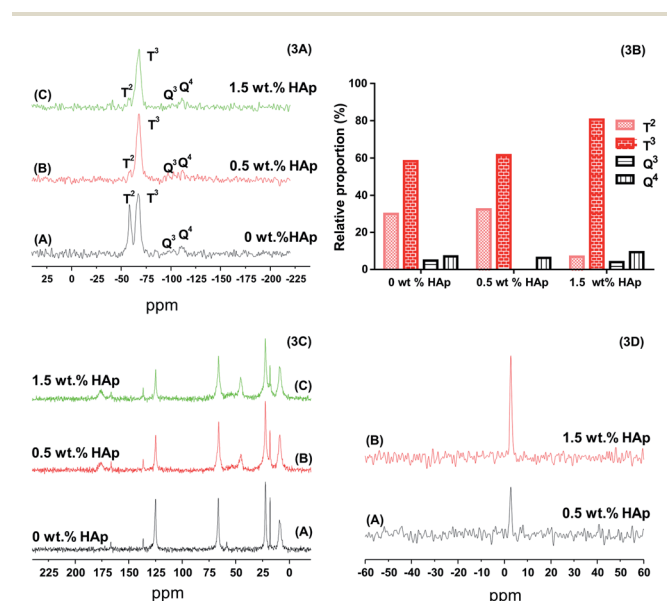 (3A)
T³
(C) T² Q³ Q⁴ 1.5 wt.% HAp
T³
(B) T² Q³ Q⁴ 0.5 wt.% HAp
T² T³
(A) Q³ Q⁴ 0 wt.%HAp
25 0 -25 -50 -75 -100 -125 -150 -175 -200 -225
ppm
(3B)
Relative proportion (%)
100
80
60
40
20
0
T²
T³
Q³
Q⁴
0 wt % HAp 0.5 wt % HAp 1.5 wt% HAp
(3C)
1.5 wt.% HAp (C)
0.5 wt.% HAp (B)
0 wt.% HAp (A)
225 200 175 150 125 100 75 50 25 0
ppm
(3D)
(B) 1.5 wt.% HAp
(A) 0.5 wt.% HAp
-60 -50 -40 -30 -20 -10 0 10 20 30 40 50 60
ppm